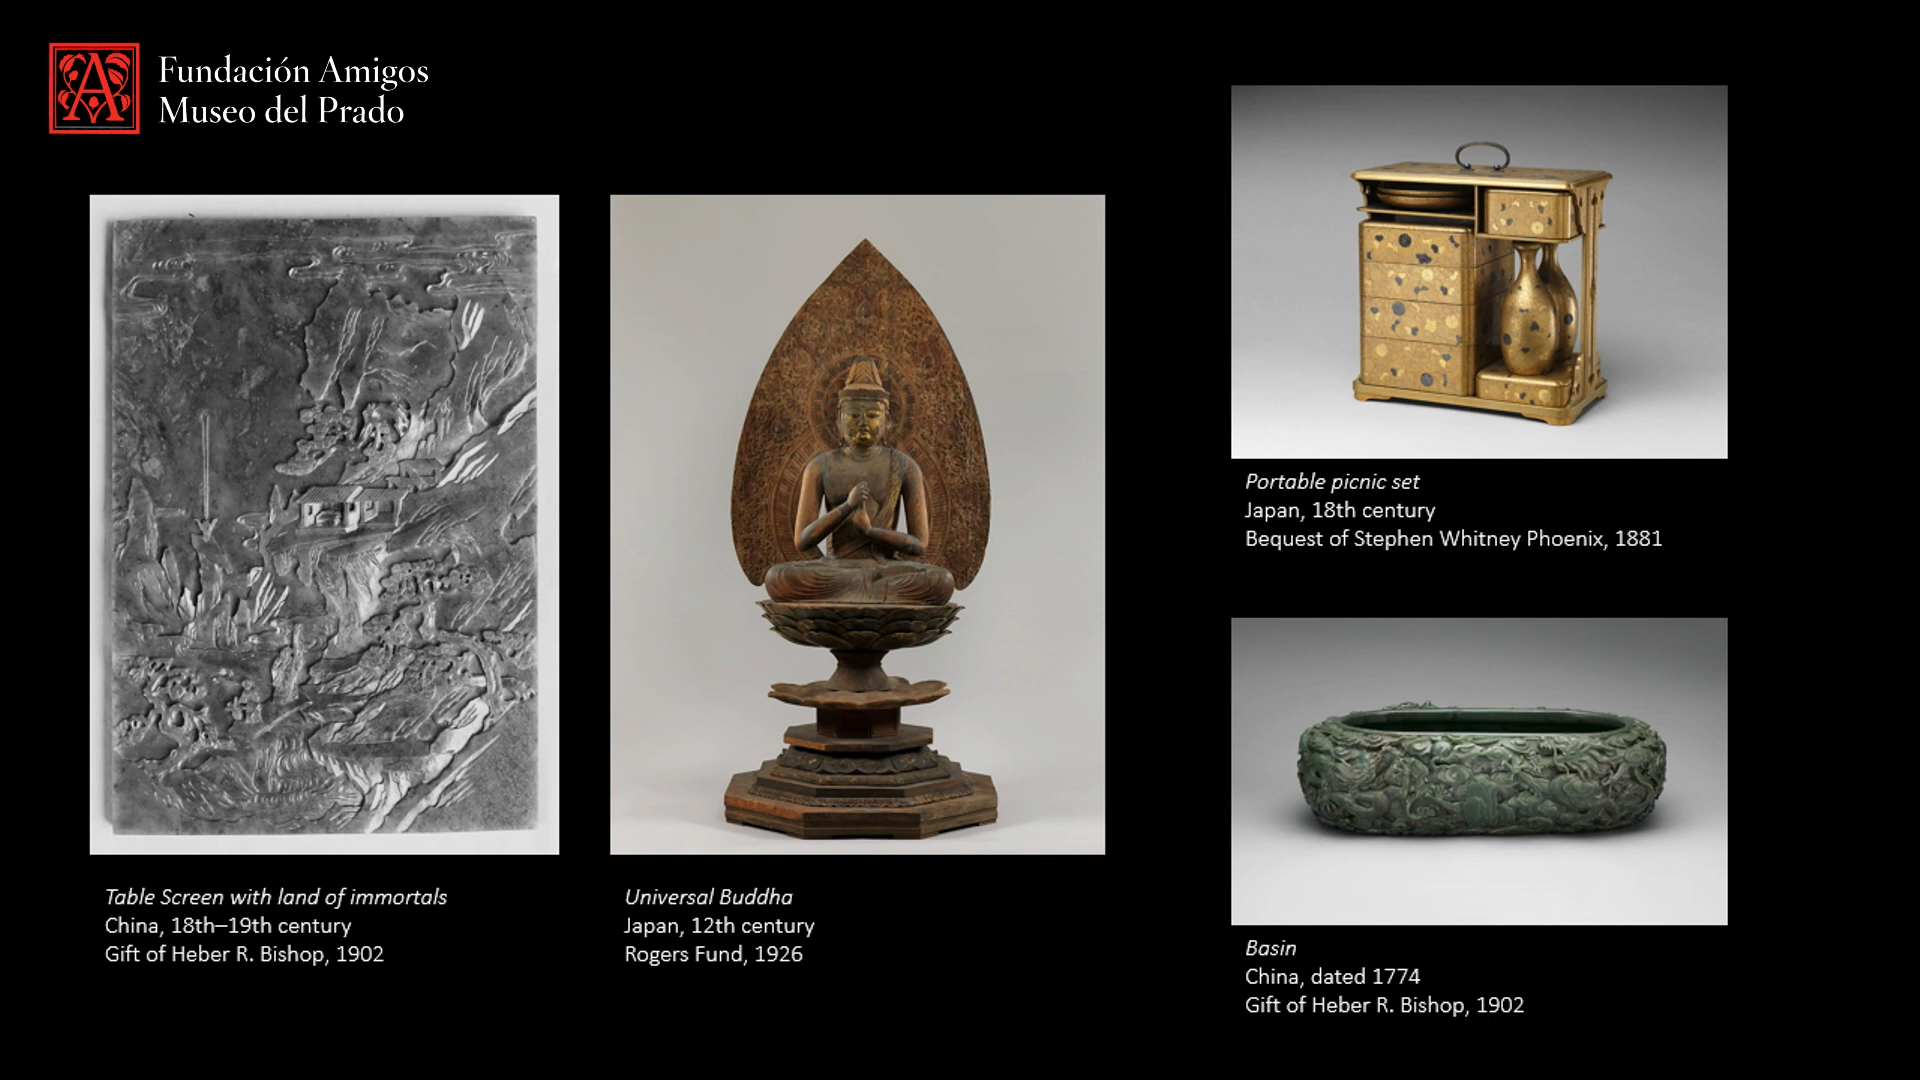 Fundación Amigos
Museo del Prado
Table Screen with land of immortals
China, 18th–19th century
Gift of Heber R. Bishop, 1902
Universal Buddha
Japan, 12th century
Rogers Fund, 1926
Portable picnic set
Japan, 18th century
Bequest of Stephen Whitney Phoenix, 1881
Basin
China, dated 1774
Gift of Heber R. Bishop, 1902